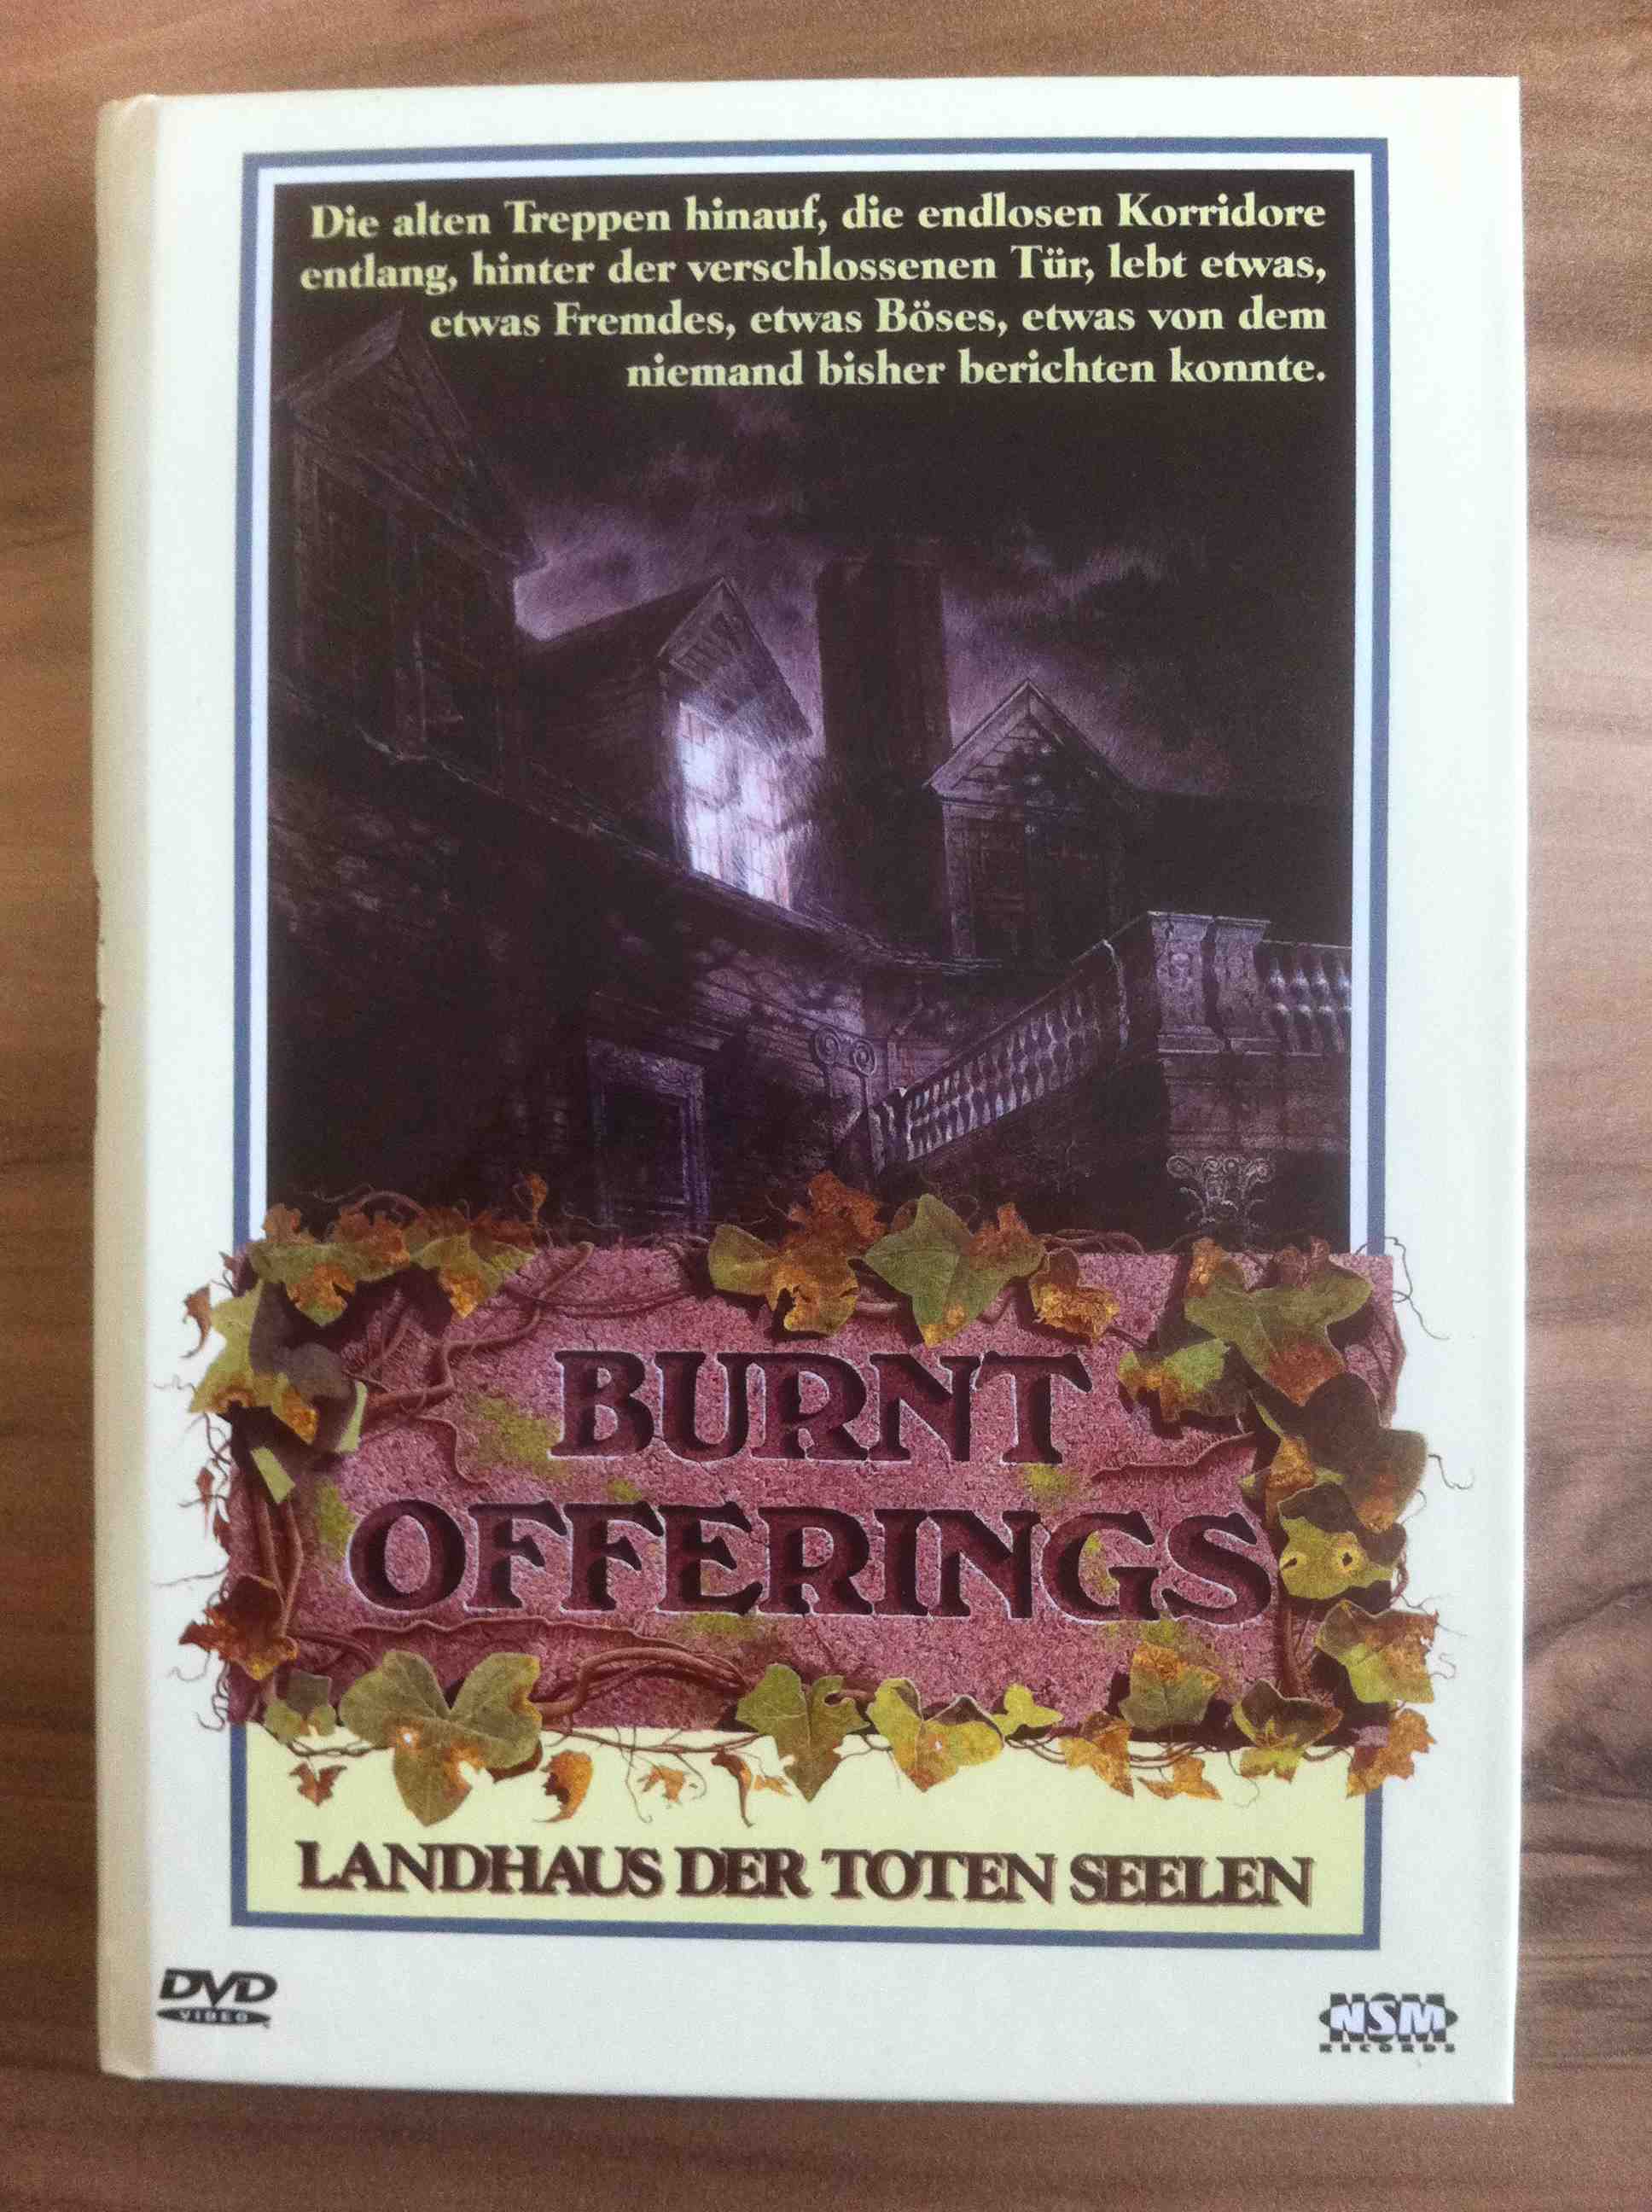 Die alten Treppen hinauf, die endlosen Korridore
entlang, hinter der verschlossenen Tür, lebt etwas,
etwas Fremdes, etwas Böses, etwas von dem
niemand bisher berichten konnte.
BURNT
OFFERINGS
LANDHAUS DER TOTEN SEELEN
DVD
VIDEO
NSM
RECORDS